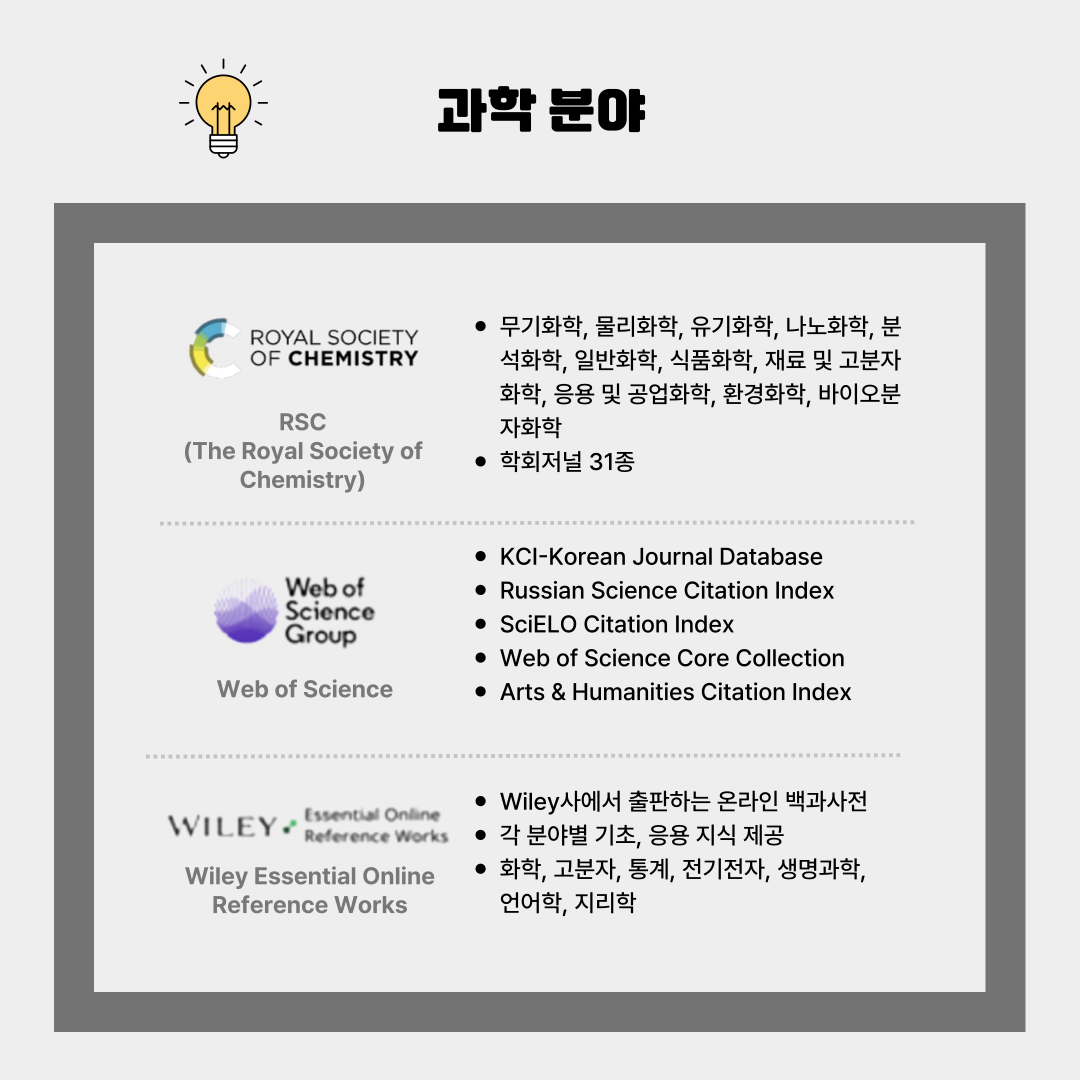 과학 분야
ROYAL SOCIETY
OF CHEMISTRY
RSC
(The Royal Society of
Chemistry)
• 무기화학, 물리화학, 유기화학, 나노화학, 분
석화학, 일반화학, 식품화학, 재료 및 고분자
화학, 응용 및 공업화학, 환경화학, 바이오분
자화학
• 학회저널 31종
Web of
Science
Group
Web of Science
• KCI-Korean Journal Database
• Russian Science Citation Index
• SciELO Citation Index
• Web of Science Core Collection
• Arts & Humanities Citation Index
WILEY
Essential Online
Reference Works
Wiley Essential Online
Reference Works
• Wiley사에서 출판하는 온라인 백과사전
• 각 분야별 기초, 응용 지식 제공
• 화학, 고분자, 통계, 전기전자, 생명과학,
언어학, 지리학